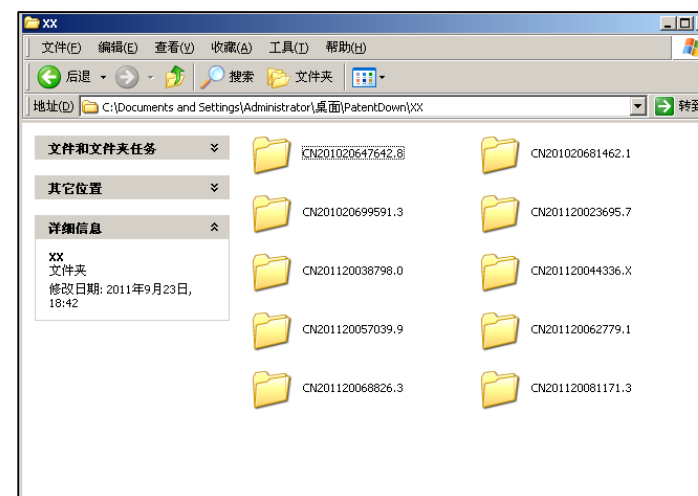 xx
文件(F) 编辑(E) 查看(V) 收藏(A) 工具(T) 帮助(H)
后退 搜索 文件夹
地址(D) C:\Documents and Settings\Administrator\桌面\PatentDown\XX 转到
文件和文件夹任务
其它位置
详细信息
xx
文件夹
修改日期: 2011年9月23日,
18:42
CN201020647642.8 CN201020681462.1
CN201020699591.3 CN201120023695.7
CN201120038798.0 CN201120044336.X
CN201120057039.9 CN201120062779.1
CN201120068826.3 CN201120081171.3